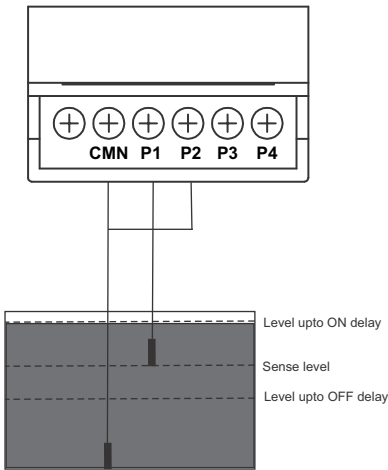 CMN P1 P2 P3 P4
Level upto ON delay
Sense level
Level upto OFF delay